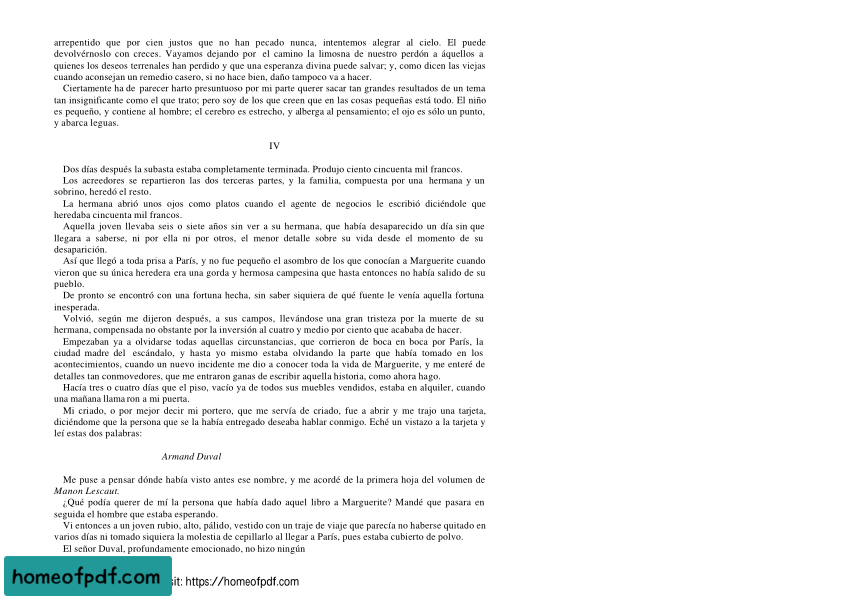 arrepentido que por cien justos que no han pecado nunca, intentemos alegrar al cielo. El puede
devolvérnoslo con creces. Vayamos dejando por el camino la limosna de nuestro perdón a áquellos a
quienes los deseos terrenales han perdido y que una esperanza divina puede salvar; y, como dicen las viejas
cuando aconsejan un remedio casero, si no hace bien, daño tampoco va a hacer.
Ciertamente ha de parecer harto presuntuoso por mi parte querer sacar tan grandes resultados de un tema
tan insignificante como el que trato; pero soy de los que creen que en las cosas pequeñas está todo. El niño
es pequeño, y contiene al hombre; el cerebro es estrecho, y alberga al pensamiento; el ojo es sólo un punto,
y abarca leguas.
IV
Dos días después la subasta estaba completamente terminada. Produjo ciento cincuenta mil francos.
Los acreedores se repartieron las dos terceras partes, y la familia, compuesta por una hermana y un
sobrino, heredó el resto.
La hermana abrió unos ojos como platos cuando el agente de negocios le escribió diciéndole que
heredaba cincuenta mil francos.
Aquella joven llevaba seis o siete años sin ver a su hermana, que había desaparecido un día sin que
llegara a saberse, ni por ella ni por otros, el menor detalle sobre su vida desde el momento de su
desaparición.
Así que llegó a toda prisa a París, y no fue pequeño el asombro de los que conocían a Marguerite cuando
vieron que su única heredera era una gorda y hermosa campesina que hasta entonces no había salido de su
pueblo.
De pronto se encontró con una fortuna hecha, sin saber siquiera de qué fuente le venía aquella fortuna
inesperada.
Volvió, según me dijeron después, a sus campos, llevándose una gran tristeza por la muerte de su
hermana, compensada no obstante por la inversión al cuatro y medio por ciento que acababa de hacer.
Empezaban ya a olvidarse todas aquellas circunstancias, que corrieron de boca en boca por París, la
ciudad madre del escándalo, y hasta yo mismo estaba olvidando la parte que había tomado en los
acontecimientos, cuando un nuevo incidente me dio a conocer toda la vida de Marguerite, y me enteré de
detalles tan conmovedores, que me entraron ganas de escribir aquella historia, como ahora hago.
Hacía tres o cuatro días que el piso, vacío ya de todos sus muebles vendidos, estaba en alquiler, cuando
una mañana llama ron a mi puerta.
Mi criado, o por mejor decir mi portero, que me servía de criado, fue a abrir y me trajo una tarjeta,
diciéndome que la persona que se la había entregado deseaba hablar conmigo. Eché un vistazo a la tarjeta y
leí estas dos palabras:
Armand Duval
Me puse a pensar dónde había visto antes ese nombre, y me acordé de la primera hoja del volumen de
Manon Lescaut.
¿Qué podía querer de mí la persona que había dado aquel libro a Marguerite? Mandé que pasara en
seguida el hombre que estaba esperando.
Vi entonces a un joven rubio, alto, pálido, vestido con un traje de viaje que parecía no haberse quitado en
varios días ni tomado siquiera la molestia de cepillarlo al llegar a París, pues estaba cubierto de polvo.
El señor Duval, profundamente emocionado, no hizo ningún
homeofpdf.com sit: https://homeofpdf.com